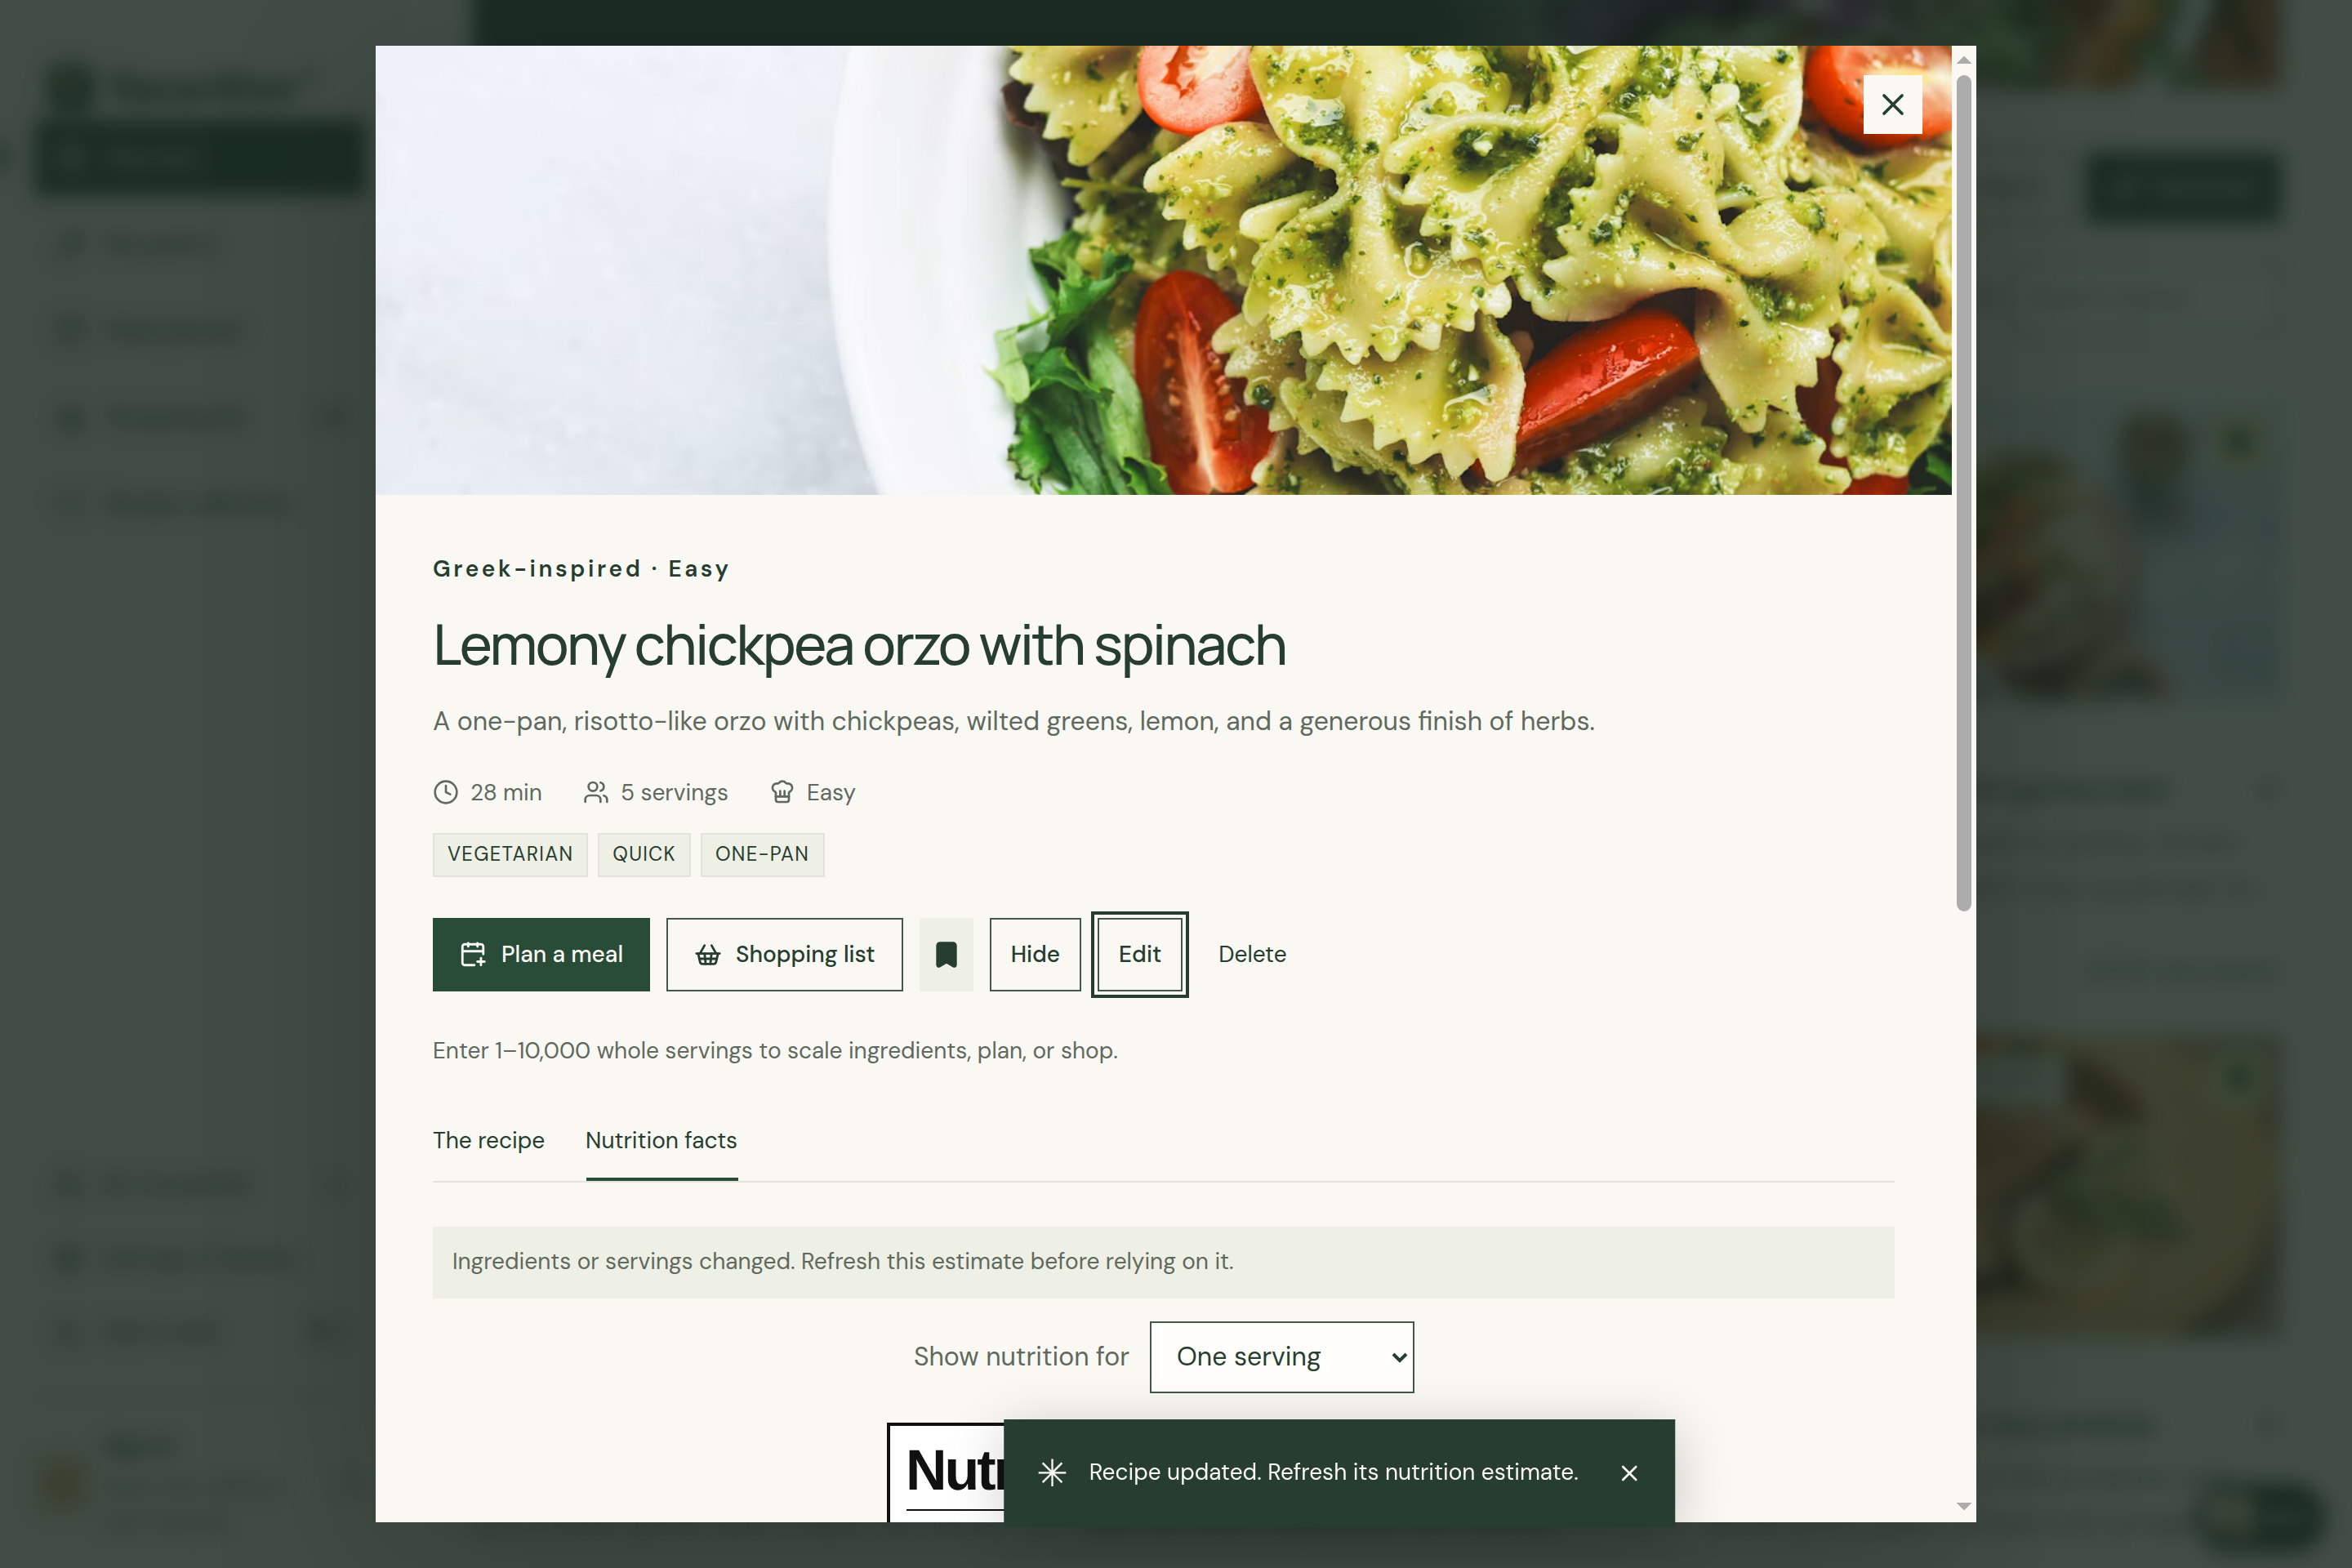 Greek-inspired · Easy
Lemony chickpea orzo with spinach
A one-pan, risotto-like orzo with chickpeas, wilted greens, lemon, and a generous finish of herbs.
28 min 5 servings Easy
VEGETARIAN QUICK ONE-PAN
Plan a meal Shopping list Hide Edit Delete
Enter 1–10,000 whole servings to scale ingredients, plan, or shop.
The recipe Nutrition facts
Ingredients or servings changed. Refresh this estimate before relying on it.
Show nutrition for One serving
Recipe updated. Refresh its nutrition estimate.